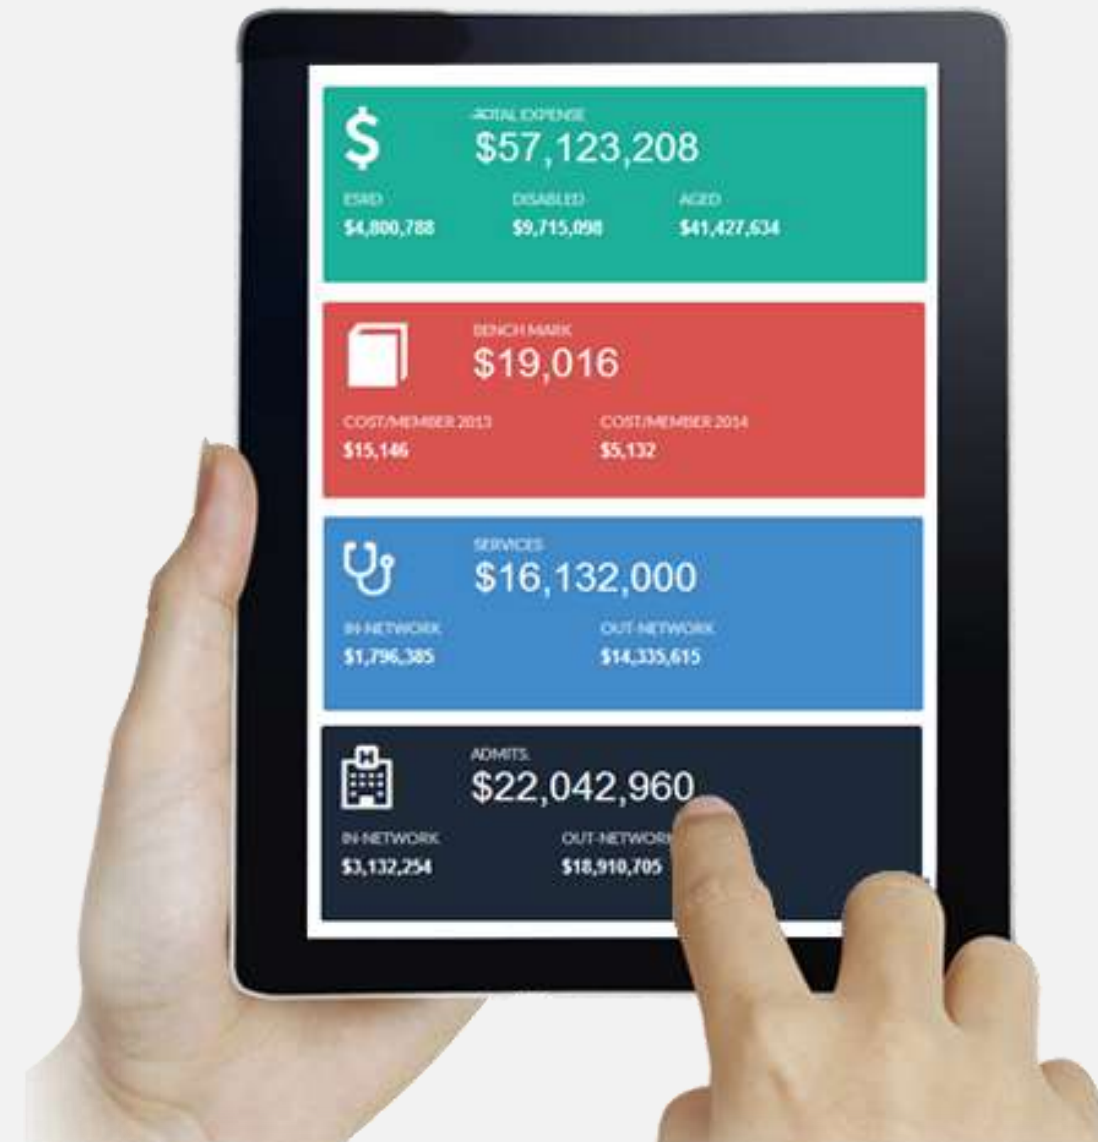 TOTAL EXPENSE
$57,123,208
ESRD DISABLED AGED
$4,800,788 $9,715,098 $41,427,634
BENCH MARK
$19,016
COST/MEMBER 2013 COST/MEMBER 2014
$15,146 $5,132
SERVICES
$16,132,000
IN-NETWORK OUT-NETWORK
$1,796,385 $14,335,615
H
ADMITS
$22,042,960
IN-NETWORK OUT-NETWORK
$3,132,254 $18,910,705